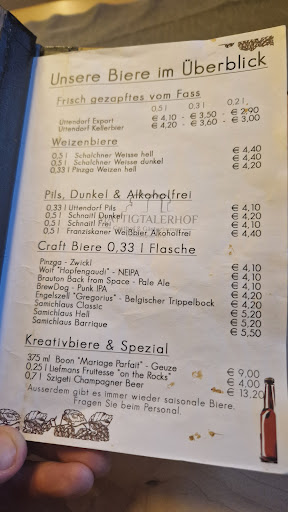 Unsere Biere im Überblick
Frisch gezapftes vom Fass
0,5 l 0,3 l 0,2 l
Uttendorf Export € 4,10 - € 3,50 - € 2,90
Uttendorf Kellerbier € 4,20 - € 3,60 - € 3,00
Weizenbiere
0,5 l Schalchner Weisse hell € 4,40
0,5 l Schalchner Weisse dunkel € 4,40
0,33 l Pinzga Weizen hell € 4,20
Pils, Dunkel & Alkoholfrei
0,33 l Uttendorf Pils € 4,10
0,5 l Schnaitl Dunkel € 4,20
0,5 l Schnaitl Frei € 4,10
0,5 l Franziskaner Weißbier Alkoholfrei € 4,40
TIGTALERHOF
Craft Biere 0,33 l Flasche
Pinzga - Zwickl € 4,10
Wolf "Hopfengaudi" - NEIPA € 4,10
Brauton Back from Space - Pale Ale € 4,20
BrewDog - Punk IPA € 4,10
Engelszell "Gregorius" - Belgischer Trippelbock € 4,20
Samichlaus Classic € 5,20
Samichlaus Hell € 5,20
Samichlaus Barrique € 5,50
Kreativbiere & Spezial
375 ml Boon "Mariage Parfait" - Geuze € 9,00
0,25 l Liefmans Fruitesse "on the Rocks" € 4,00
0,7 l Szigeti Champagner Beer € 13,20
Ausserdem gibt es immer wieder saisonale Biere.
Fragen Sie beim Personal.